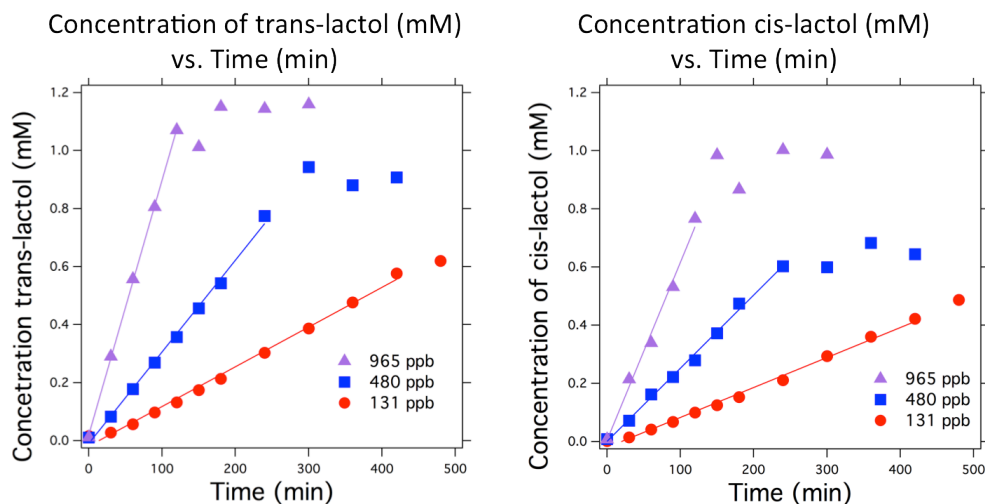 Concentration of trans-lactol (mM)
vs. Time (min)
Concetration trans-lactol (mM)
1.2
1.0
0.8
0.6
0.4
0.2
0.0
965 ppb
480 ppb
131 ppb
0
100
200
300
400
500
Time (min)
Concentration cis-lactol (mM)
vs. Time (min)
Concentration of cis-lactol (mM)
1.2
1.0
0.8
0.6
0.4
0.2
0.0
965 ppb
480 ppb
131 ppb
0
100
200
300
400
500
Time (min)